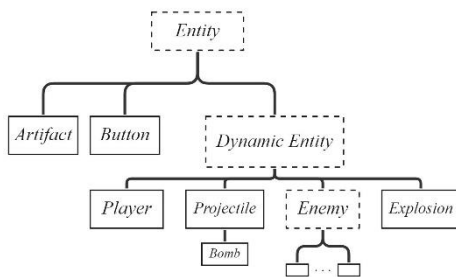 Entity
Artifact
Button
Dynamic Entity
Player
Projectile
Enemy
Explosion
Bomb
...